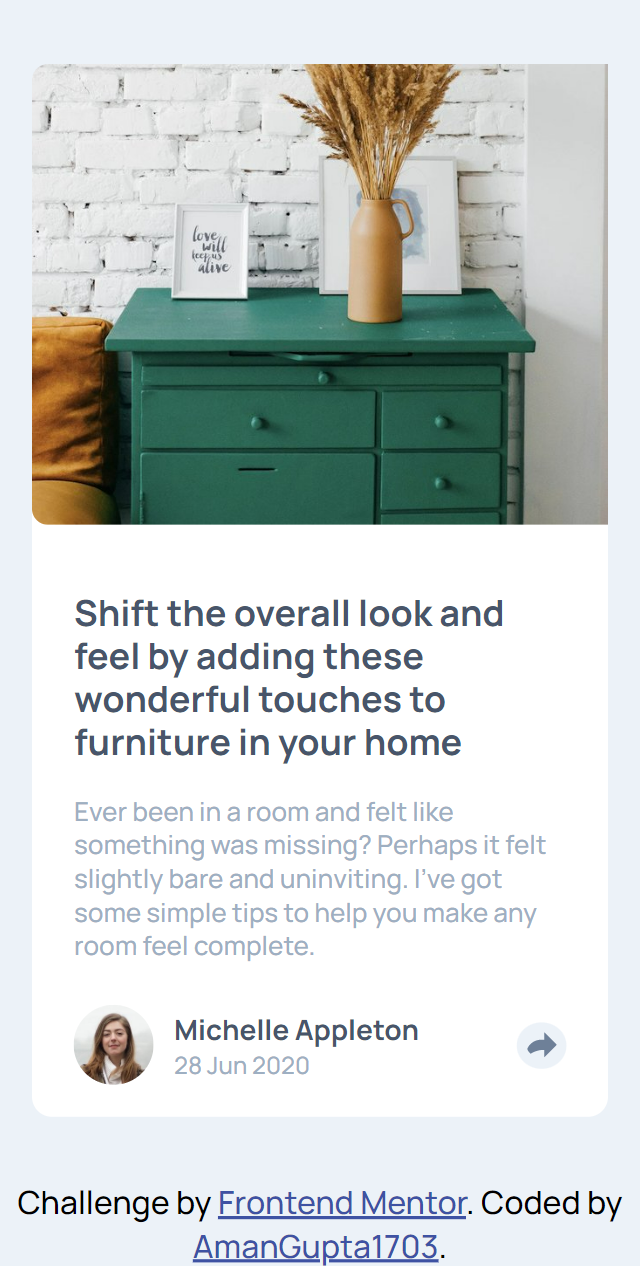 love
will
keep us
alive
Shift the overall look and
feel by adding these
wonderful touches to
furniture in your home
Ever been in a room and felt like
something was missing? Perhaps it felt
slightly bare and uninviting. I’ve got
some simple tips to help you make any
room feel complete.
Michelle Appleton
28 Jun 2020
Challenge by Frontend Mentor. Coded by
AmanGupta1703.